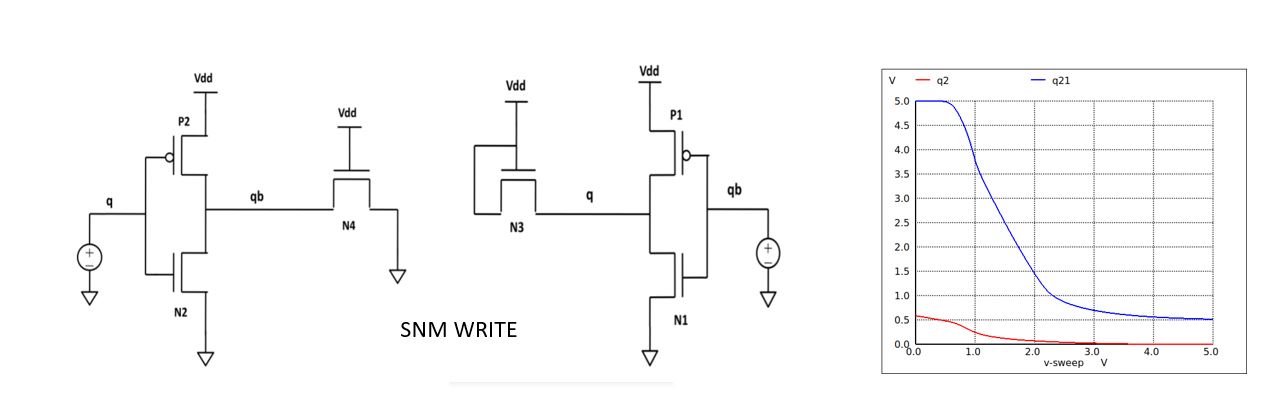 Vdd
P2
q
qb
N2
Vdd
N4
Vdd
N3
q
Vdd
P1
qb
N1
SNM WRITE
V q2 q21
5.0
4.5
4.0
3.5
3.0
2.5
2.0
1.5
1.0
0.5
0.0
0.0 1.0 2.0 3.0 4.0 5.0
v-sweep V